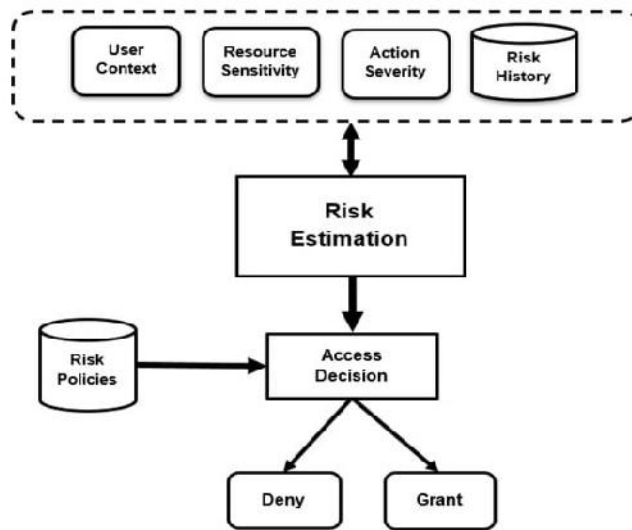 User
Context
Resource
Sensitivity
Action
Severity
Risk
History
Risk
Estimation
Risk
Policies
Access
Decision
Deny
Grant